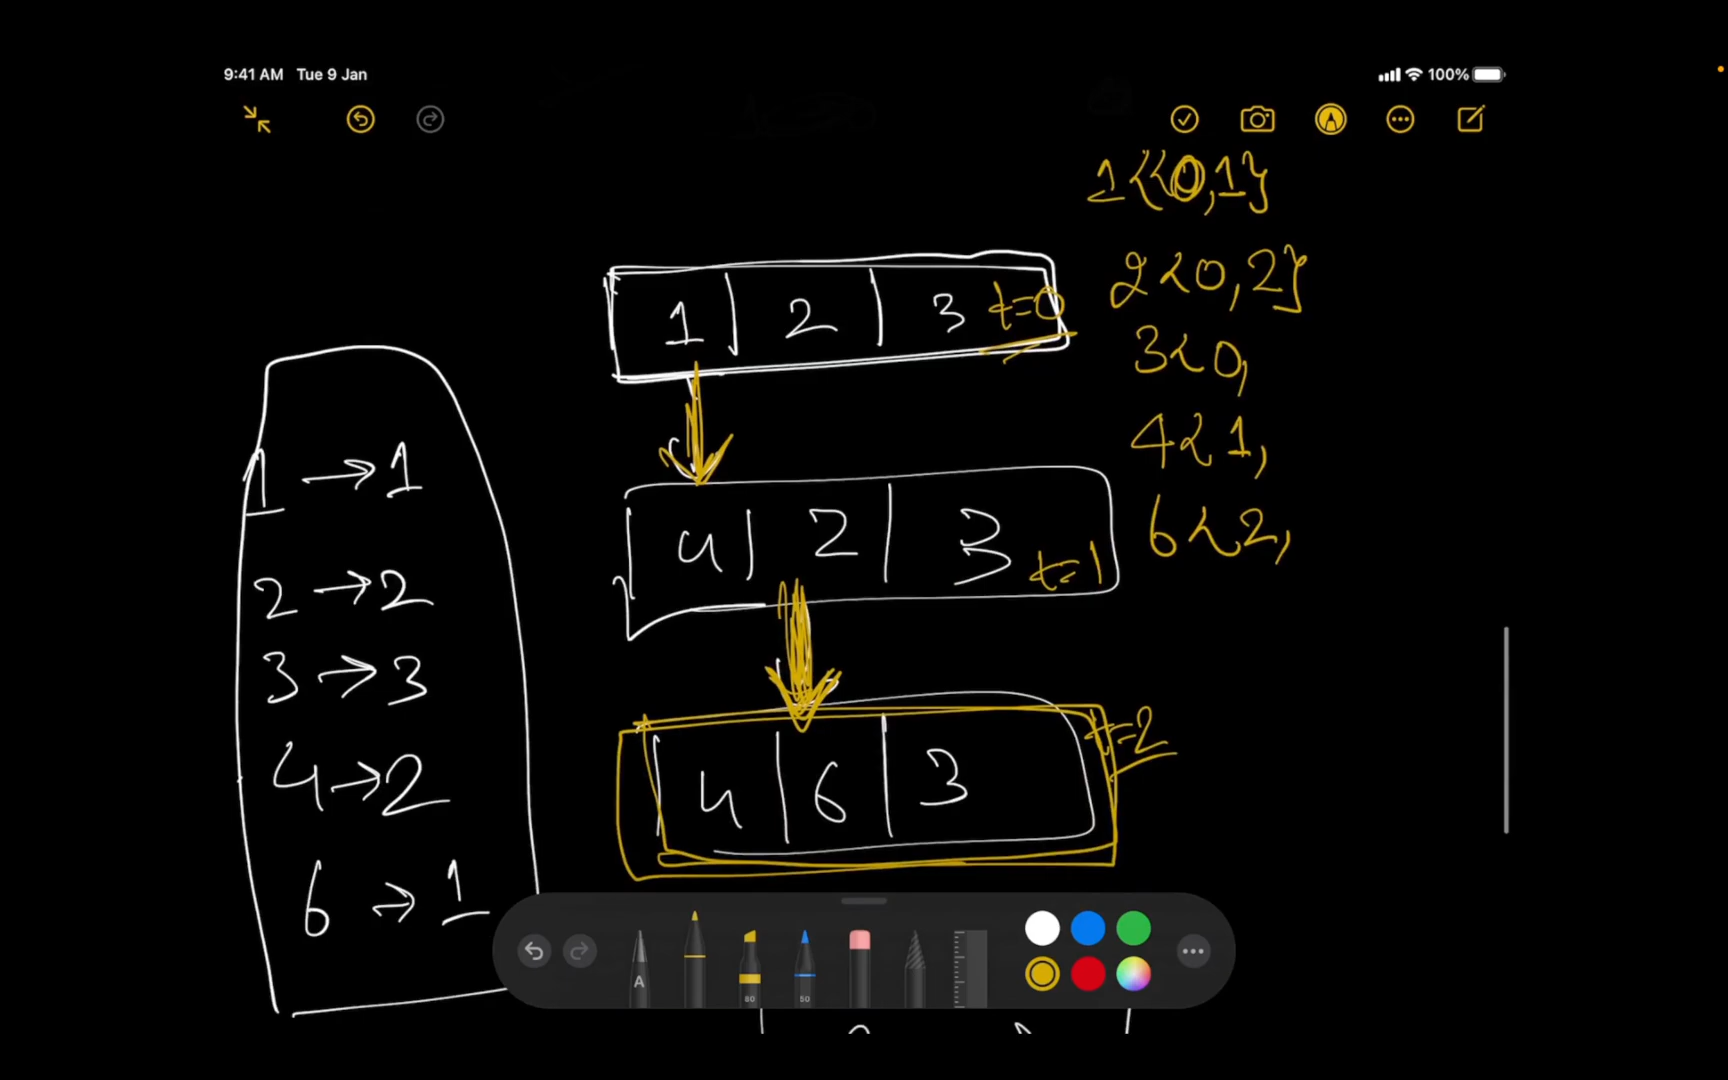 9:41 AM Tue 9 Jan
100%
1 {<0,1}
2 <0,2}
1 2 3 t=0
3 <0,
4 <1,
1 → 1
4 2 3 t=1
6 <2,
2 → 2
3 → 3
t=2
4 6 3
4 → 2
6 → 1
A
80
50